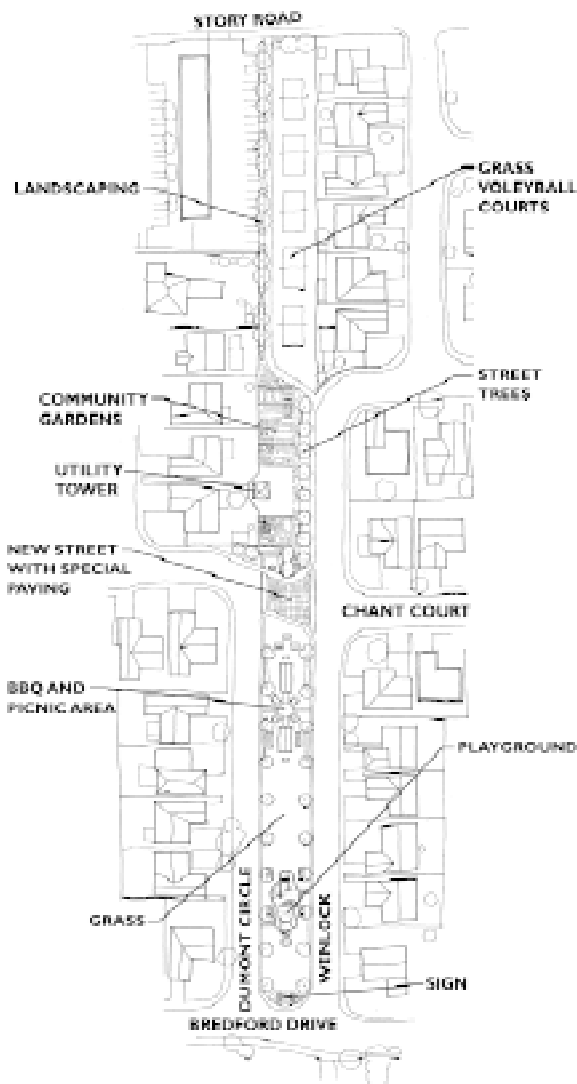 STORY ROAD
LANDSCAPING
GRASS
VOLEYBALL
COURTS
STREET
TREES
COMMUNITY
GARDENS
UTILITY
TOWER
NEW STREET
WITH SPECIAL
PAVING
CHANT COURT
BBQ AND
PICNIC AREA
PLAYGROUND
GRASS
DUMONT CIRCLE
WENLOCK
SIGN
BREDFORD DRIVE